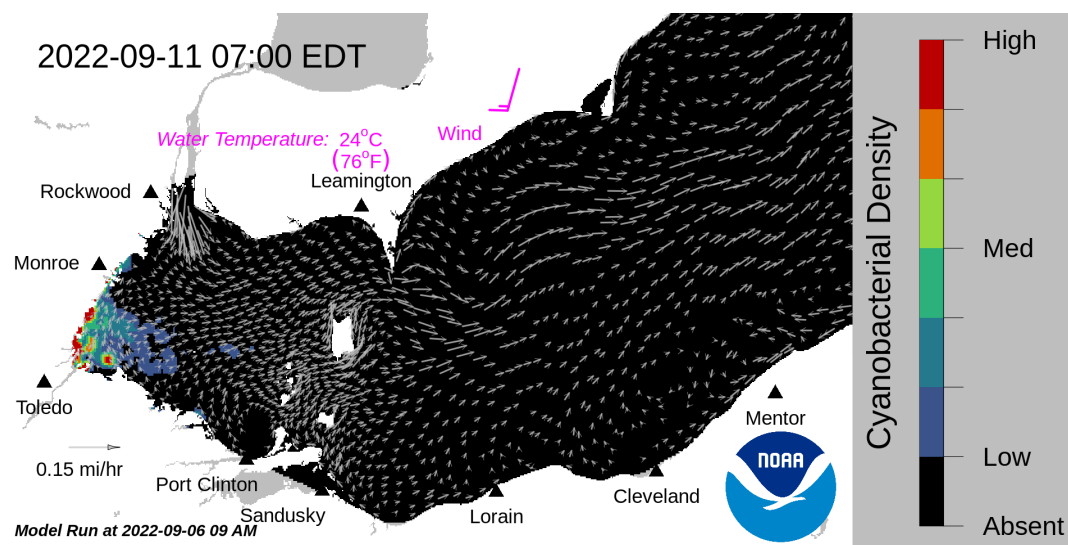 2022-09-11 07:00 EDT
Water Temperature: 24°C
(76°F)
Wind
Leamington
Rockwood
Monroe
Toledo
0.15 mi/hr
Port Clinton
Sandusky
Lorain
Cleveland
Mentor
NOAA
Model Run at 2022-09-06 09 AM
Cyanobacterial Density
High
Med
Low
Absent